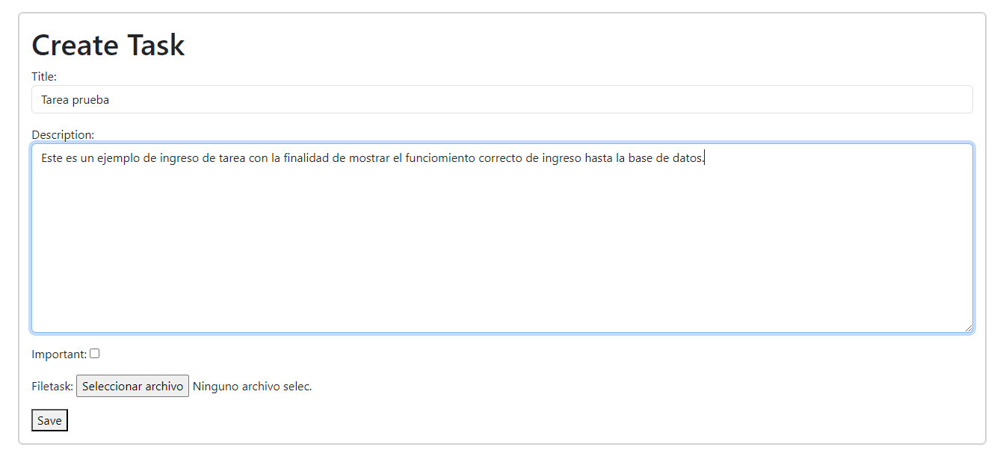 Create Task
Title:
Tarea prueba
Description:
Este es un ejemplo de ingreso de tarea con la finalidad de mostrar el funciomiento correcto de ingreso hasta la base de datos.
Important:
Filetask: Seleccionar archivo Ninguno archivo selec.
Save